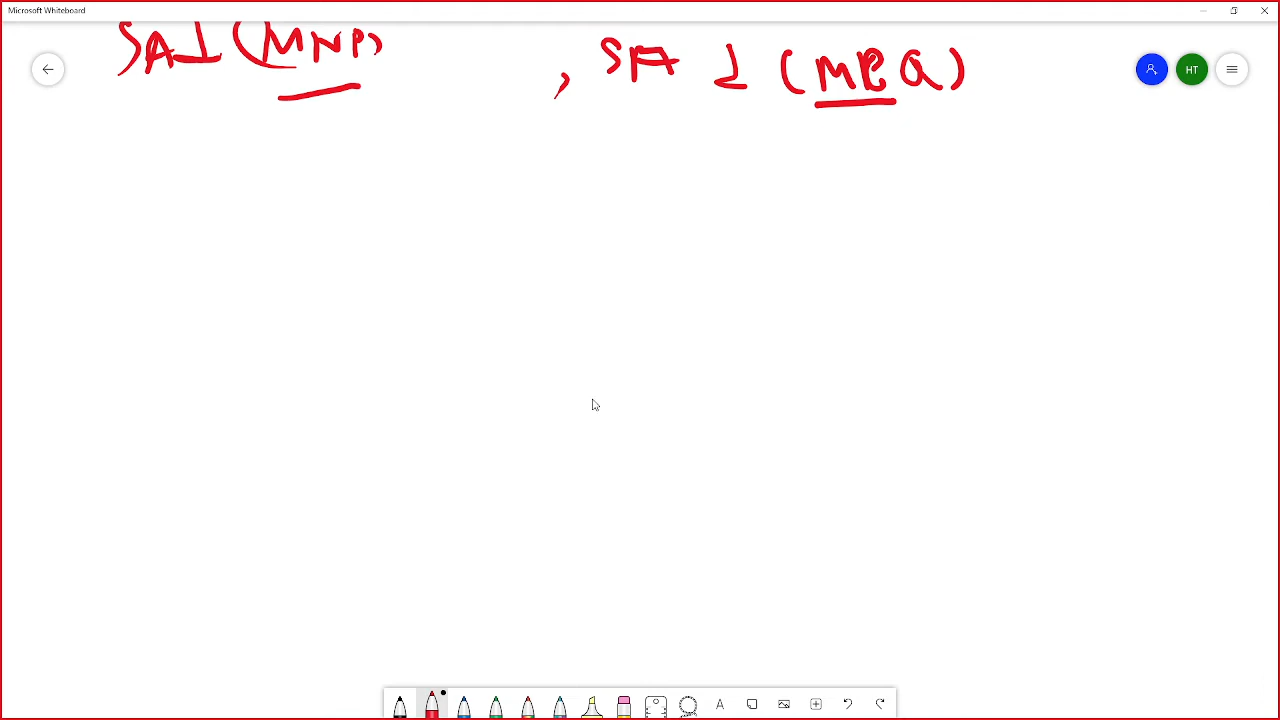 Microsoft Whiteboard
SA⊥(MNP) , SA ⊥ (MPQ)
HT
A